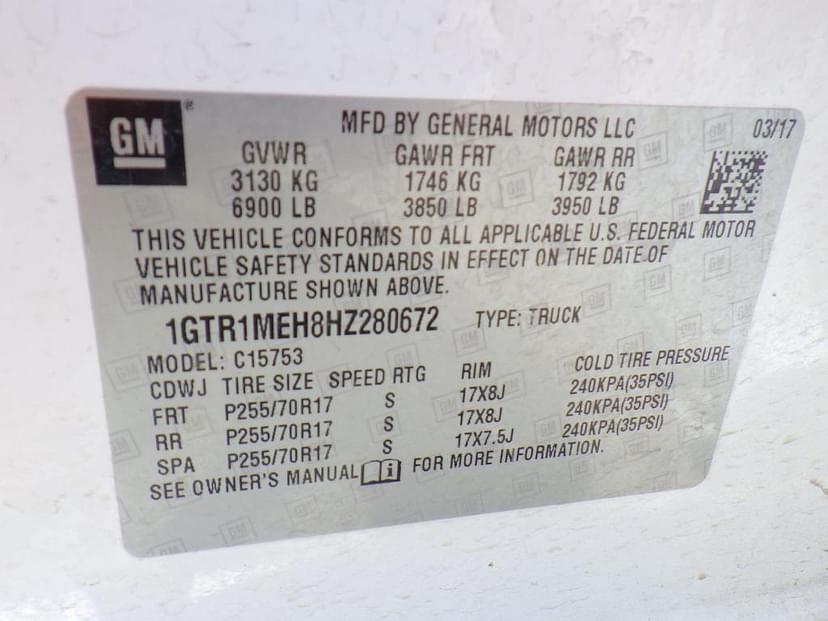 GM®
MFD BY GENERAL MOTORS LLC 03/17
GVWR GAWR FRT GAWR RR
3130 KG 1746 KG 1792 KG
6900 LB 3850 LB 3950 LB
THIS VEHICLE CONFORMS TO ALL APPLICABLE U.S. FEDERAL MOTOR
VEHICLE SAFETY STANDARDS IN EFFECT ON THE DATE OF
MANUFACTURE SHOWN ABOVE.
1GTR1MEH8HZ280672 TYPE: TRUCK
MODEL: C15753
CDWJ TIRE SIZE SPEED RTG RIM COLD TIRE PRESSURE
FRT P255/70R17 S 17X8J 240KPA(35PSI)
RR P255/70R17 S 17X8J 240KPA(35PSI)
SPA P255/70R17 S 17X7.5J 240KPA(35PSI)
SEE OWNER'S MANUAL FOR MORE INFORMATION.